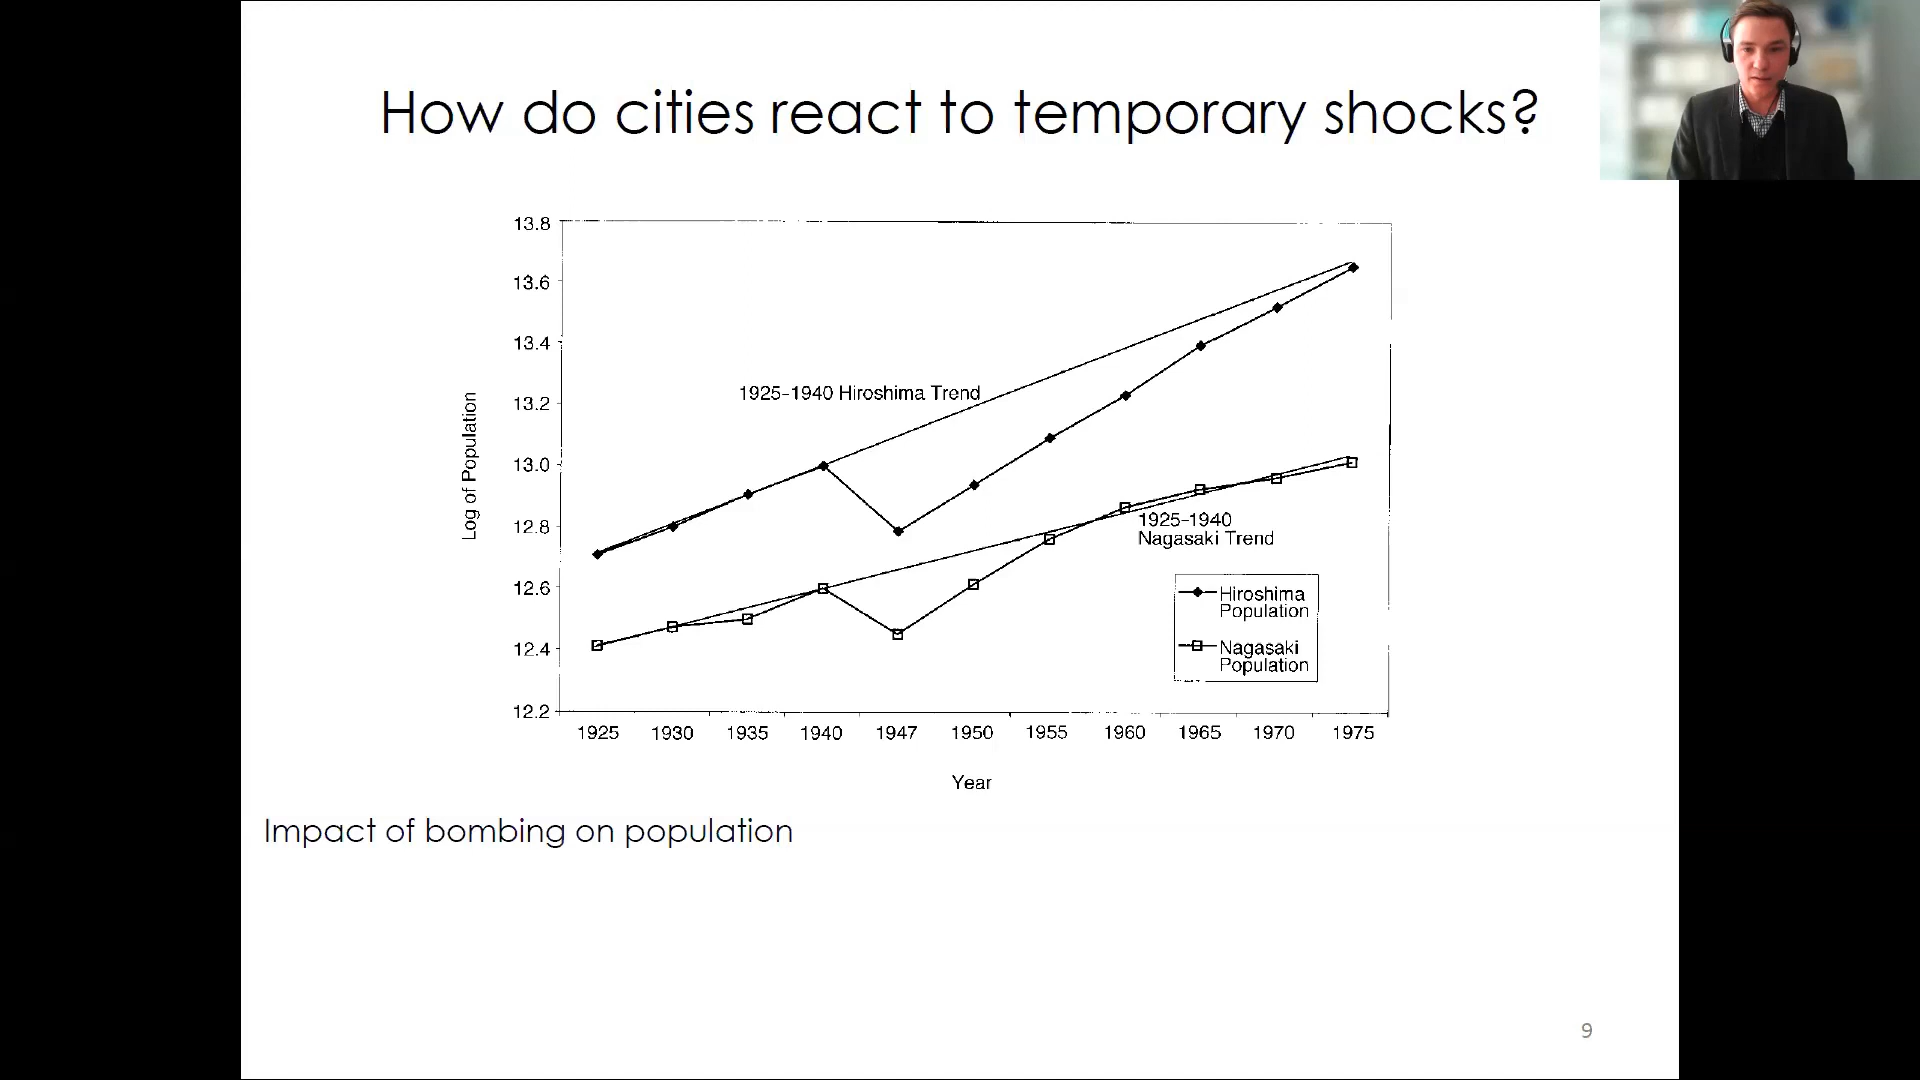 How do cities react to temporary shocks?
13.8
13.6
13.4
13.2
13.0
12.8
12.6
12.4
12.2
Log of Population
1925–1940 Hiroshima Trend
1925–1940
Nagasaki Trend
Hiroshima
Population
Nagasaki
Population
1925 1930 1935 1940 1947 1950 1955 1960 1965 1970 1975
Year
Impact of bombing on population
9